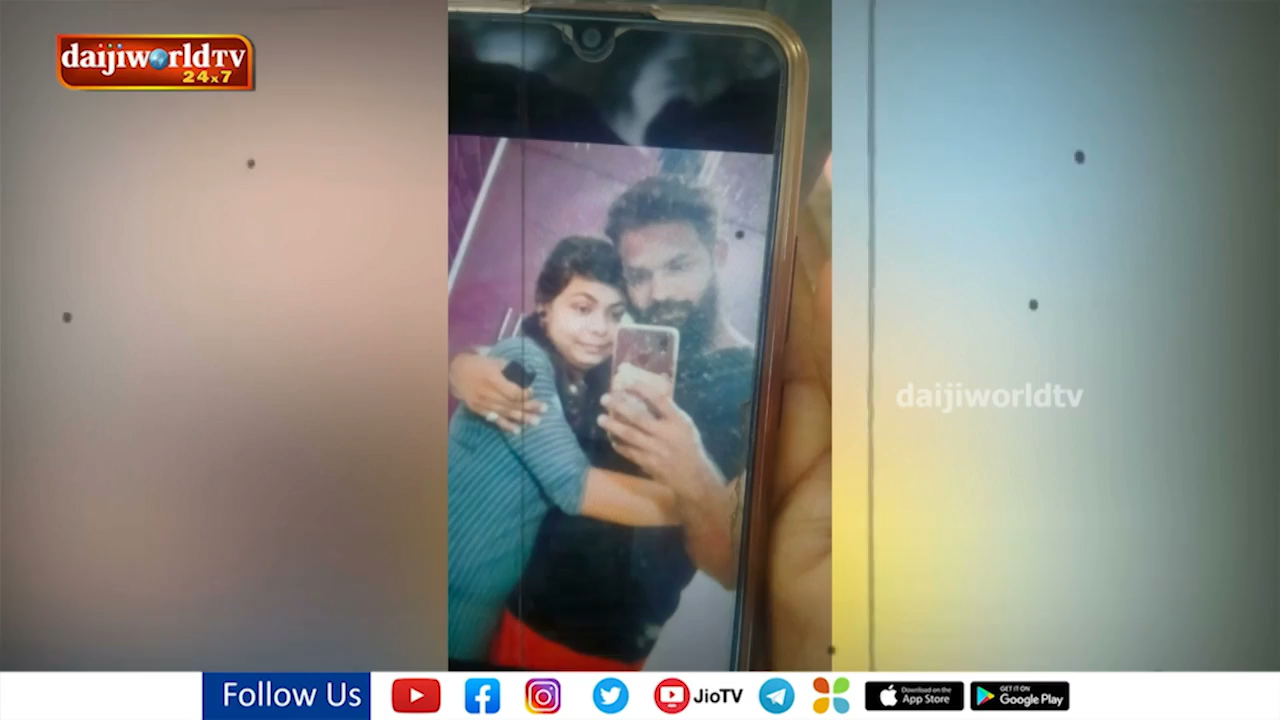 daijiworldTV
24x7
daijiworldtv
Follow Us
JioTV
Download on the
App Store
GET IT ON
Google Play